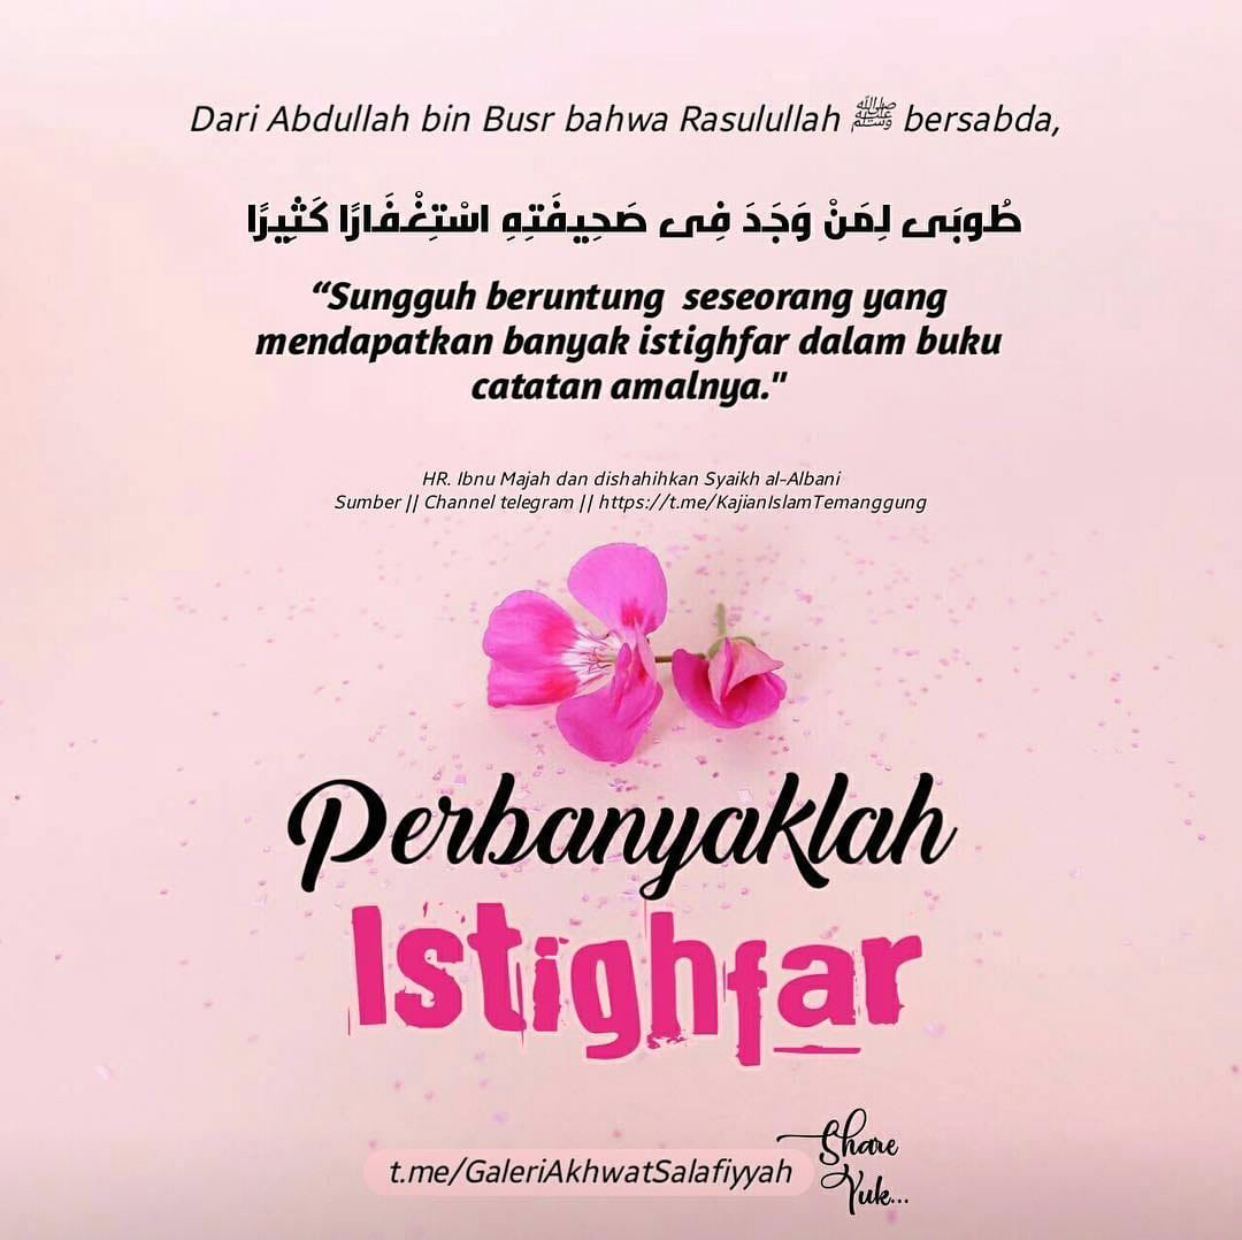 Dari Abdullah bin Busr bahwa Rasulullah ﷺ bersabda,
طُوبَى لِمَنْ وَجَدَ فِى صَحِيفَتِهِ اسْتِغْفَارًا كَثِيرًا
“Sungguh beruntung seseorang yang
mendapatkan banyak istighfar dalam buku
catatan amalnya."
HR. Ibnu Majah dan dishahihkan Syaikh al-Albani
Sumber || Channel telegram || https://t.me/KajianIslamTemanggung
Perbanyaklah
Istighfar
t.me/GaleriAkhwatSalafiyyah
Share
Yuk...